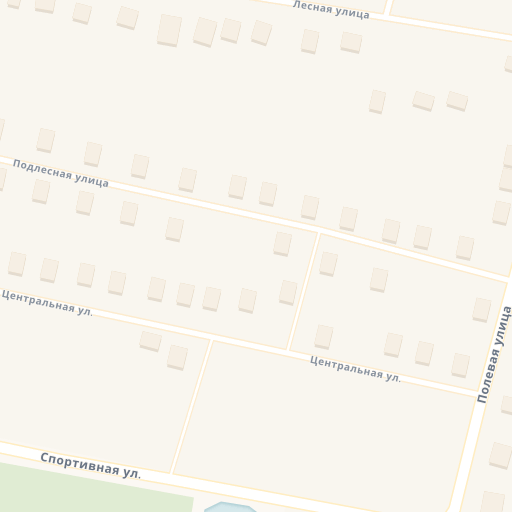 Лесная улица
Подлесная улица
Центральная ул.
Полевая улица
Центральная ул.
Спортивная ул.